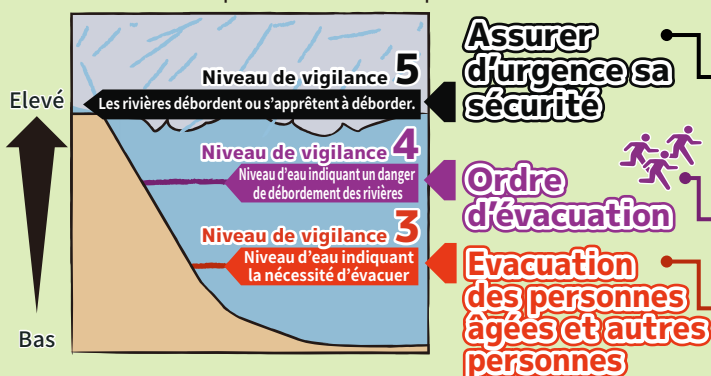 Niveau de vigilance 5
Les rivières débordent ou s'apprêtent à déborder.
Assurer
d'urgence sa
sécurité
Elevé
Niveau de vigilance 4
Niveau d'eau indiquant un danger
de débordement des rivières
Ordre
d'évacuation
Niveau de vigilance 3
Niveau d'eau indiquant
la nécessité d'évacuer
Evacuation
des personnes
âgées et autres
personnes
Bas